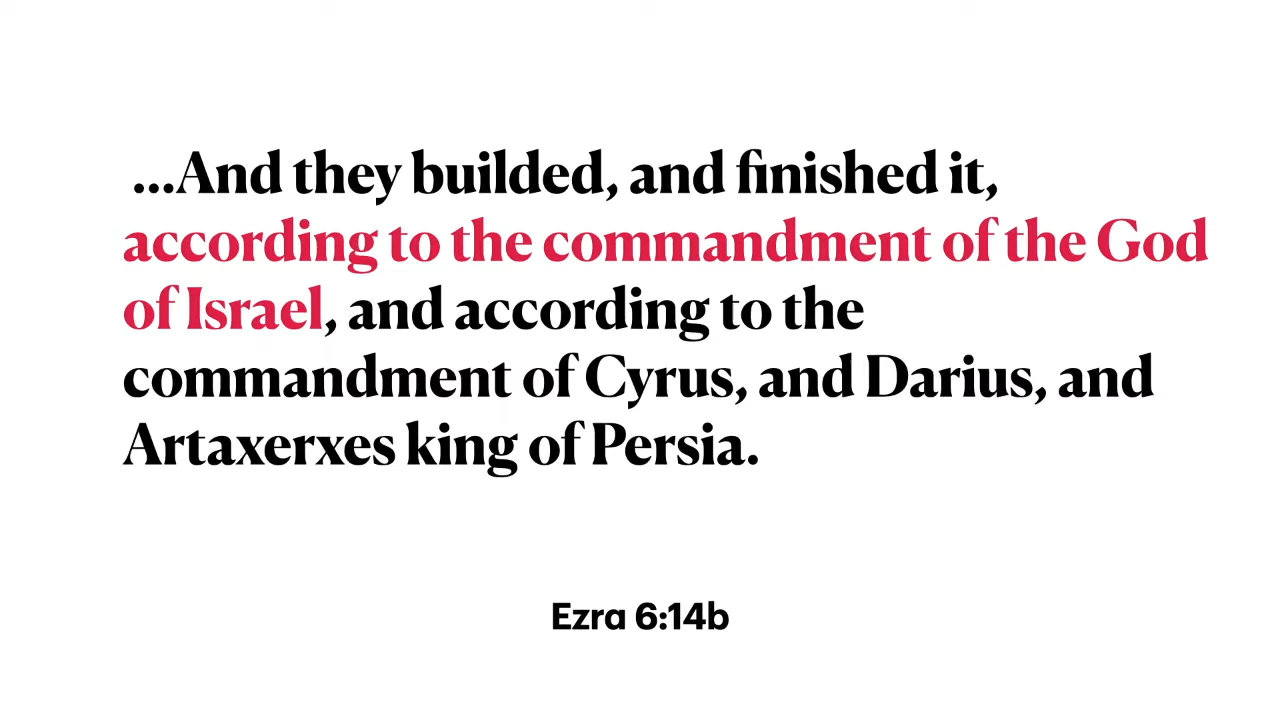 ...And they builded, and finished it,
according to the commandment of the God
of Israel, and according to the
commandment of Cyrus, and Darius, and
Artaxerxes king of Persia.
Ezra 6:14b